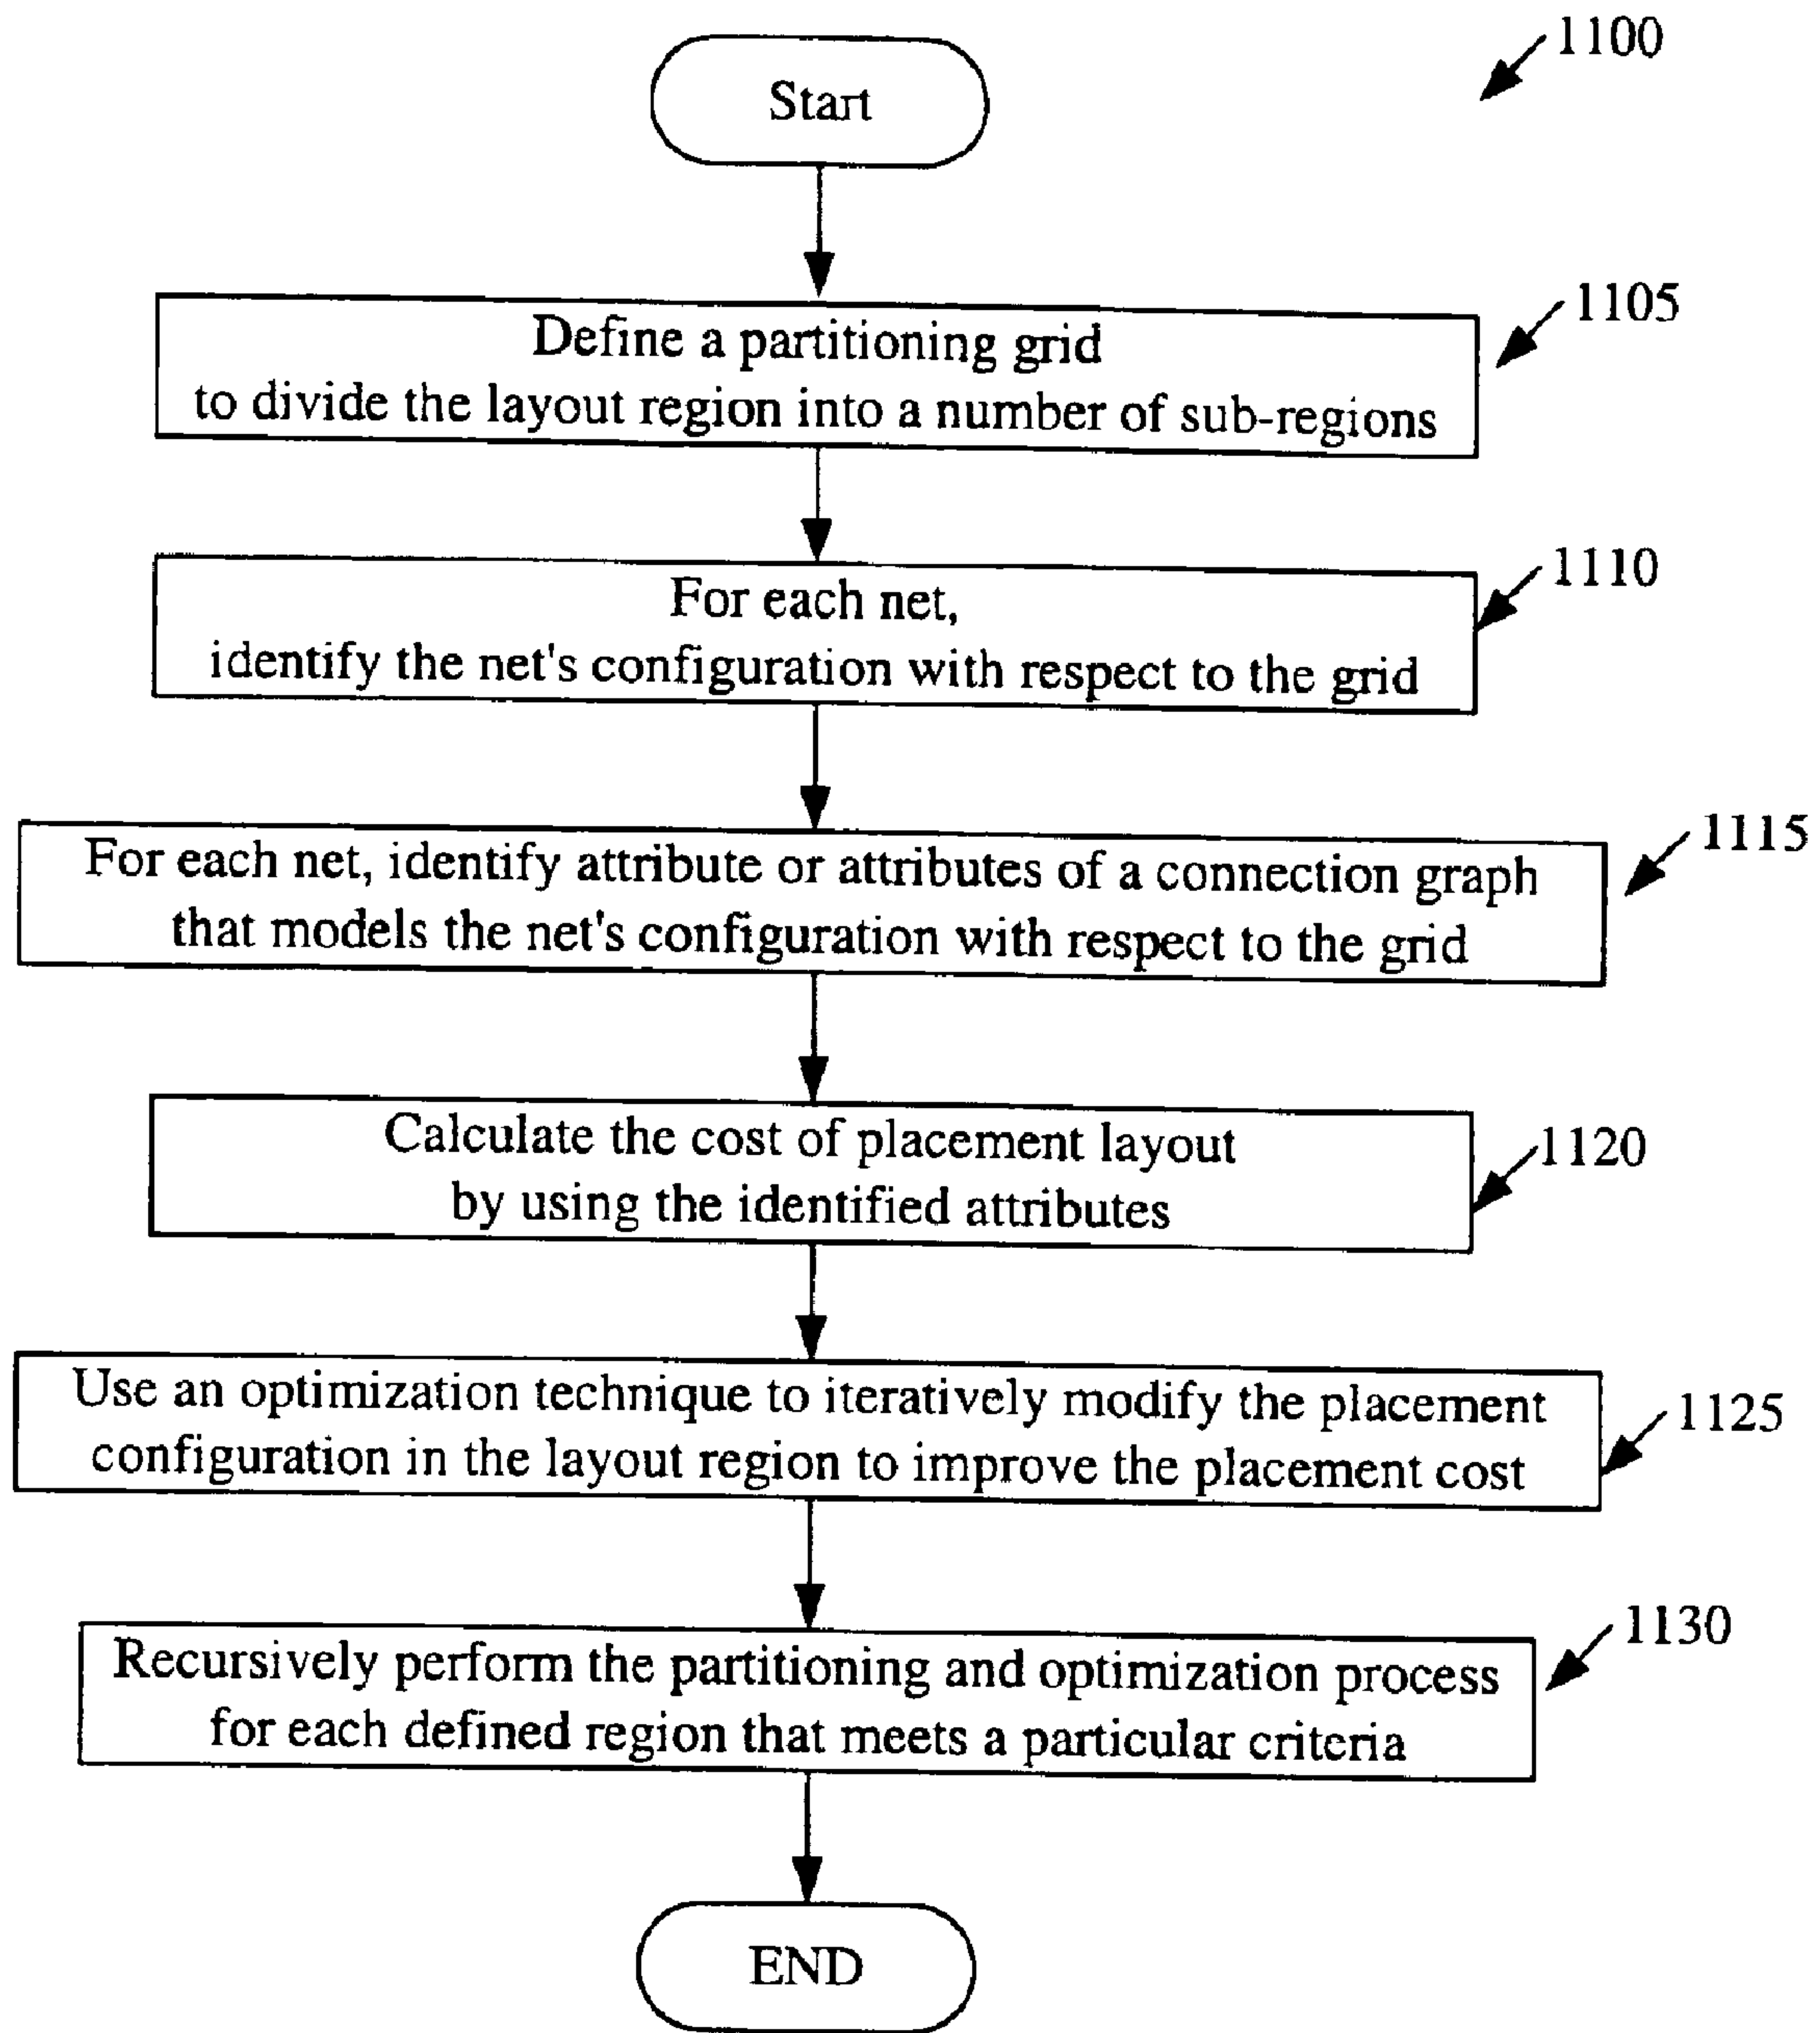 1100
Start
1105
Define a partitioning grid
to divide the layout region into a number of sub-regions
1110
For each net,
identify the net's configuration with respect to the grid
1115
For each net, identify attribute or attributes of a connection graph
that models the net's configuration with respect to the grid
Calculate the cost of placement layout
1120
by using the identified attributes
Use an optimization technique to iteratively modify the placement
1125
configuration in the layout region to improve the placement cost
1130
Recursively perform the partitioning and optimization process
for each defined region that meets a particular criteria
END